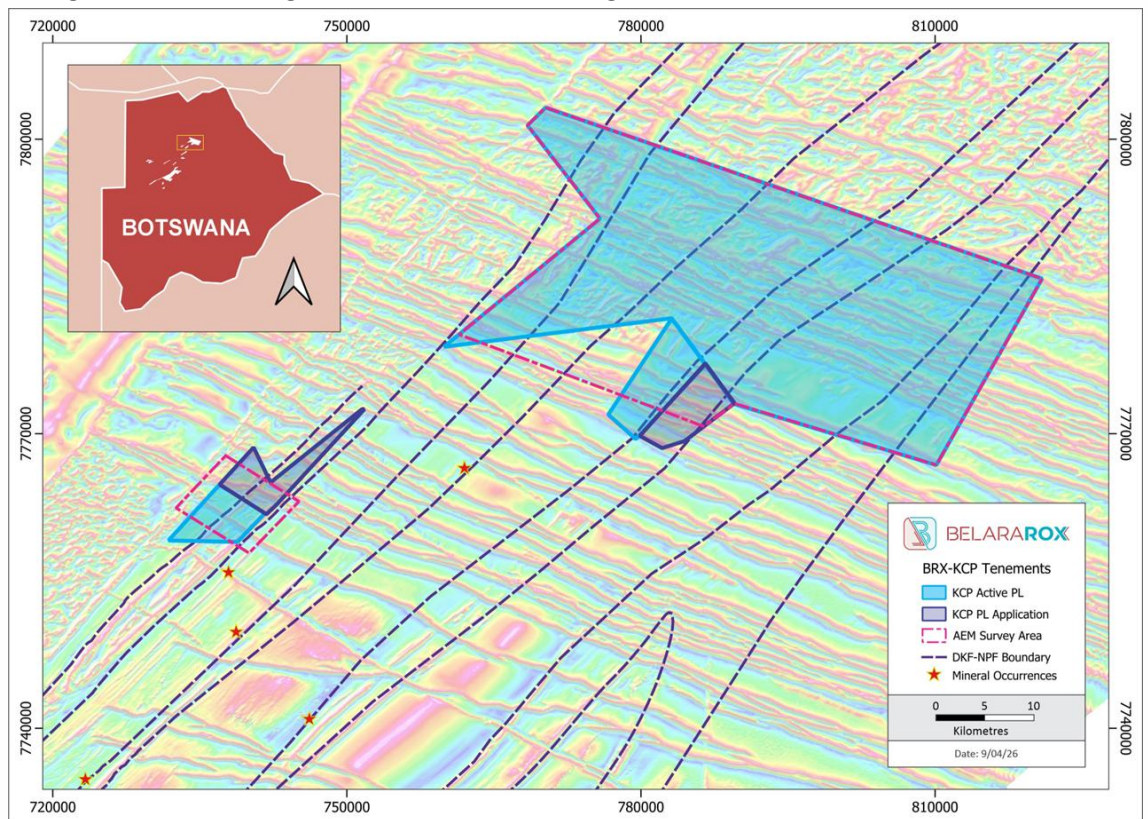 720000 750000 780000 810000
7800000
7770000
7740000
7800000
7770000
7740000
BOTSWANA
BELARAROX
BRX-KCP Tenements
KCP Active PL
KCP PL Application
AEM Survey Area
DKF-NPF Boundary
Mineral Occurrences
0 5 10
Kilometres
Date: 9/04/26
720000 750000 780000 810000